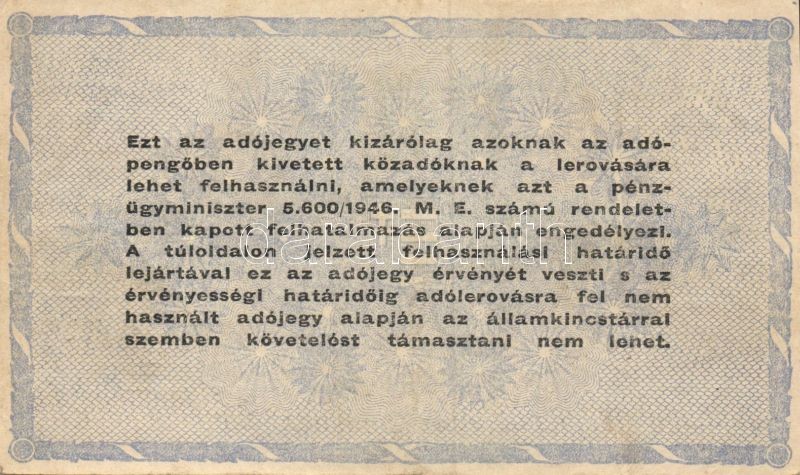 Ezt az adójegyet kizárólag azoknak az adó-
pengőben kivetett közadóknak a lerovására
lehet felhasználni, amelyeknek azt a pénz-
ügyminiszter 5.600/1946. M. E. számú rendelet-
ben kapott felhatalmazás alapján engedélyezi.
A túloldalon jelzett felhasználási határidő
lejártával ez az adójegy érvényét veszti s az
érvényességi határidőig adólerovásra fel nem
használt adójegy alapján az államkincstárral
szemben követelést támasztani nem lehet.
darabanth